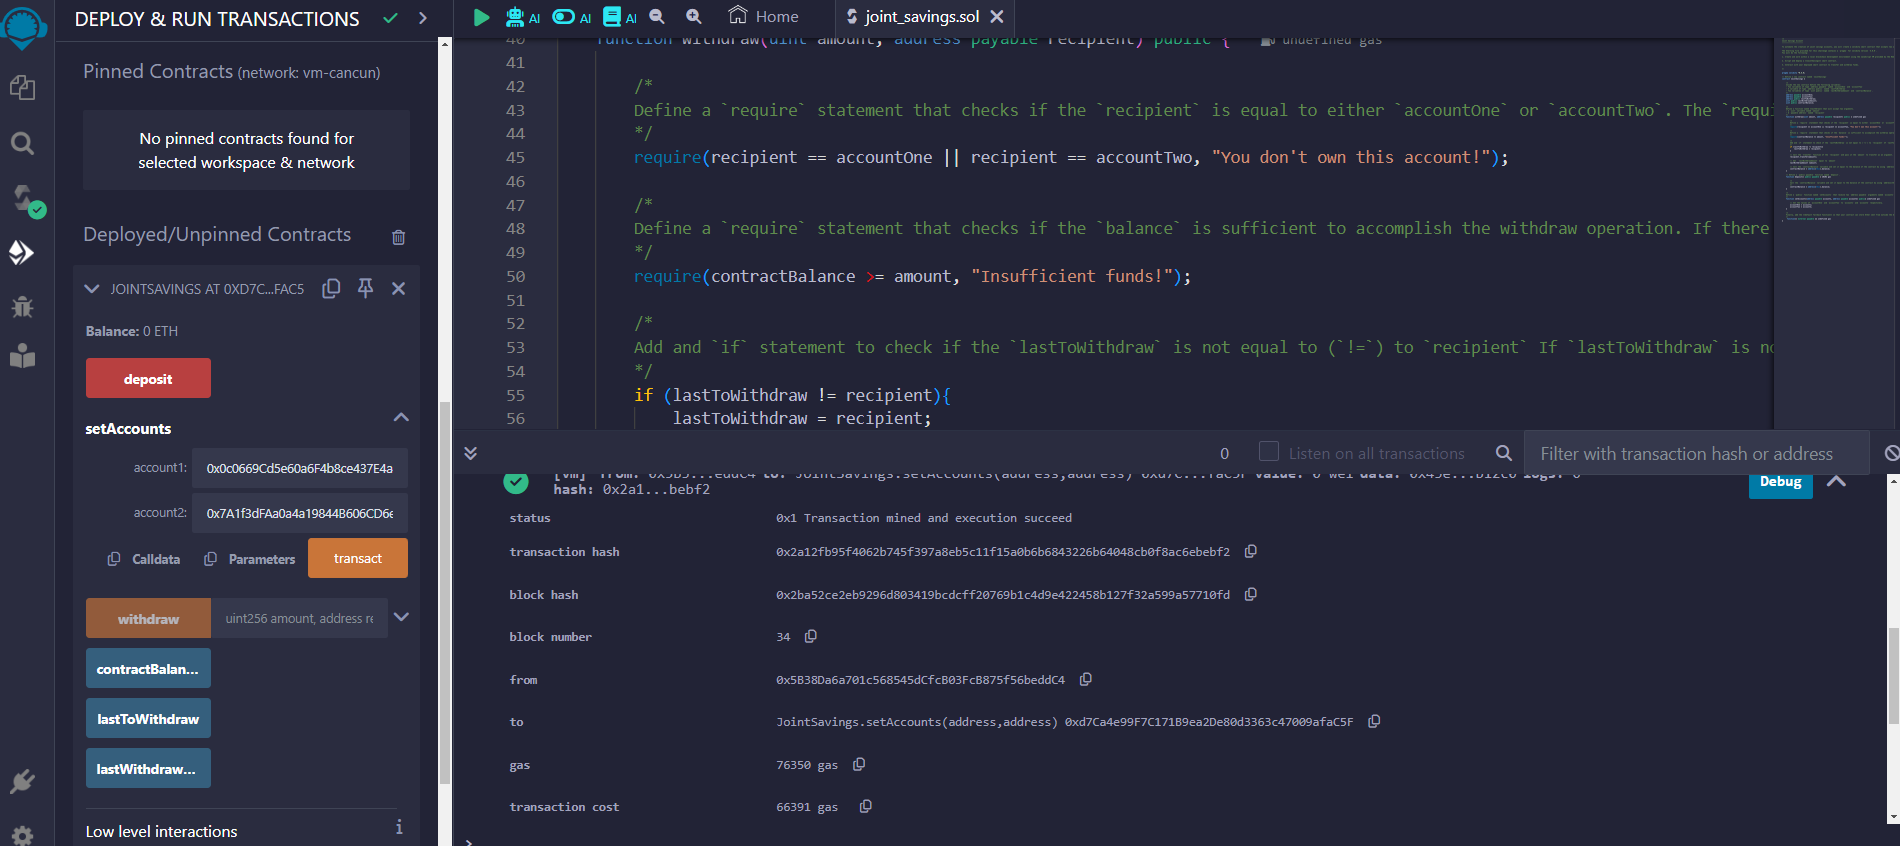 DEPLOY & RUN TRANSACTIONS
Pinned Contracts (network: vm-cancun)
No pinned contracts found for
selected workspace & network
Deployed/Unpinned Contracts
JOINTSAVINGS AT 0XD7C...FAC5
Balance: 0 ETH
deposit
setAccounts
account1: 0x0c0669Cd5e60a6F4b8ce437E4a
account2: 0x7A1f3dFAa0a4a19844B606CD6e
Calldata Parameters transact
withdraw uint256 amount, address re
contractBalan...
lastToWithdraw
lastWithdraw...
Low level interactions
AI AI AI Home joint_savings.sol
40 function withdraw(uint amount, address payable recipient) public { undefined gas
41
42 /*
43 Define a `require` statement that checks if the `recipient` is equal to either `accountOne` or `accountTwo`. The `requi
44 */
45 require(recipient == accountOne || recipient == accountTwo, "You don't own this account!");
46
47 /*
48 Define a `require` statement that checks if the `balance` is sufficient to accomplish the withdraw operation. If there
49 */
50 require(contractBalance >= amount, "Insufficient funds!");
51
52 /*
53 Add and `if` statement to check if the `lastToWithdraw` is not equal to (`!=`) to `recipient` If `lastToWithdraw` is no
54 */
55 if (lastToWithdraw != recipient){
56 lastToWithdraw = recipient;
0 Listen on all transactions Filter with transaction hash or address
[vm] from: 0x5B3...eddC4 to: JointSavings.setAccounts(address,address) 0xd7C...faC5F value: 0 wei data: 0x45e...b12c0 logs: 0
hash: 0x2a1...bebf2
Debug
status 0x1 Transaction mined and execution succeed
transaction hash 0x2a12fb95f4062b745f397a8eb5c11f15a0b6b6843226b64048cb0f8ac6ebebf2
block hash 0x2ba52ce2eb9296d803419bcdcff20769b1c4d9e422458b127f32a599a57710fd
block number 34
from 0x5B38Da6a701c568545dCfcB03FcB875f56beddC4
to JointSavings.setAccounts(address,address) 0xd7Ca4e99F7C171B9ea2De80d3363c47009afaC5F
gas 76350 gas
transaction cost 66391 gas